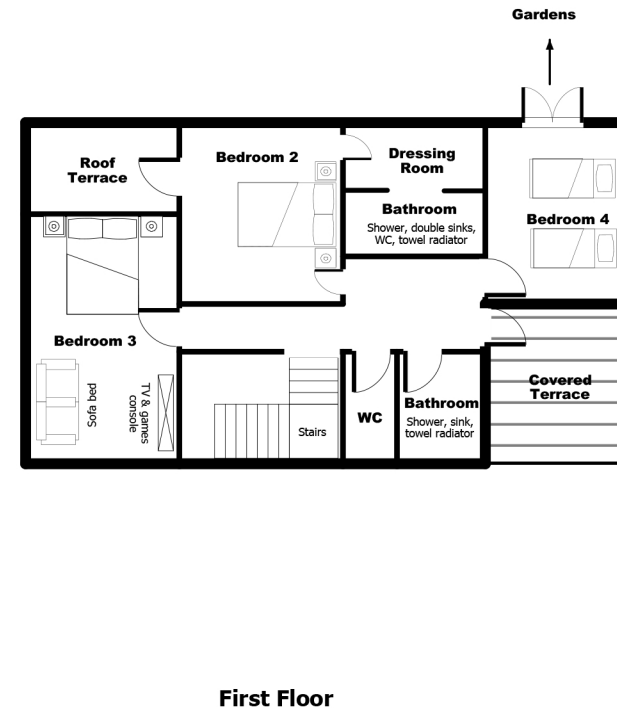 Gardens
Roof
Terrace
Bedroom 2
Dressing
Room
Bathroom
Shower, double sinks,
WC, towel radiator
Bedroom 4
Bedroom 3
Sofa bed
TV & games
console
Stairs
WC
Bathroom
Shower, sink,
towel radiator
Covered
Terrace
First Floor